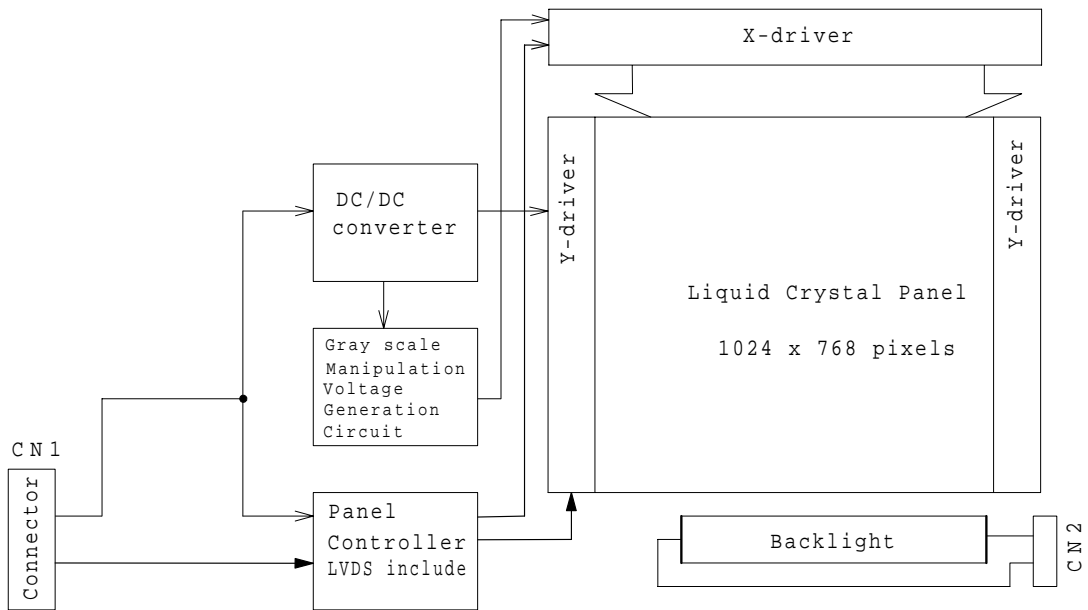 X-driver
Y-driver
Y-driver
DC/DC
converter
Liquid Crystal Panel
1024 x 768 pixels
Gray scale
Manipulation
Voltage
Generation
Circuit
CN1
Connector
Panel
Controller
LVDS include
Backlight
CN2